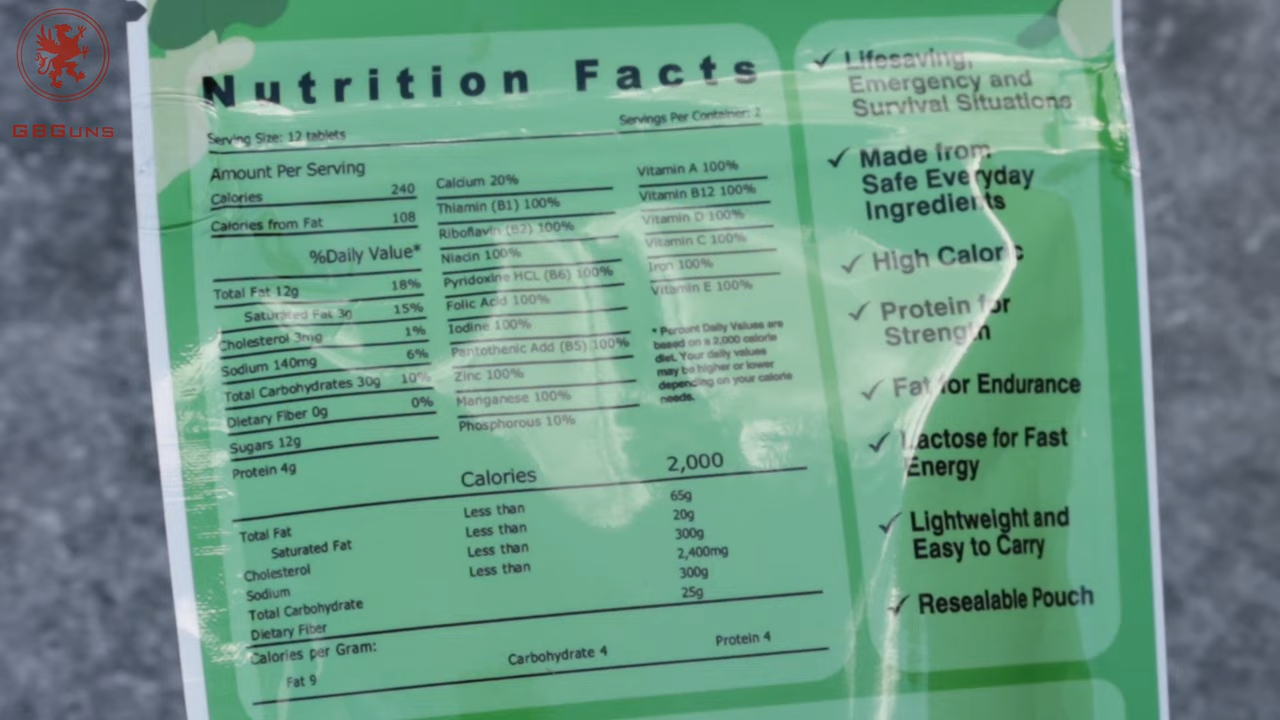 GBGuns
Nutrition Facts
Serving Size: 12 tablets
Servings Per Container: 2
Amount Per Serving
Calories 240
Calories from Fat 108
%Daily Value*
Total Fat 12g 18%
Saturated Fat 3g 15%
Cholesterol 3mg 1%
Sodium 140mg 6%
Total Carbohydrates 30g 10%
Dietary Fiber 0g 0%
Sugars 12g
Protein 4g
Calcium 20%
Thiamin (B1) 100%
Riboflavin (B2) 100%
Niacin 100%
Pyridoxine HCL (B6) 100%
Folic Acid 100%
Iodine 100%
Pantothenic Add (B5) 100%
Zinc 100%
Manganese 100%
Phosphorous 10%
Vitamin A 100%
Vitamin B12 100%
Vitamin D 100%
Vitamin C 100%
Iron 100%
Vitamin E 100%
* Percent Daily Values are
based on a 2,000 calorie
diet. Your daily values
may be higher or lower
depending on your calorie
needs.
Calories 2,000
Total Fat Less than 65g
Saturated Fat Less than 20g
Cholesterol Less than 300g
Sodium Less than 2,400mg
Total Carbohydrate 300g
Dietary Fiber 25g
Calories per Gram:
Fat 9 Carbohydrate 4 Protein 4
✓ Lifesaving,
Emergency and
Survival Situations
✓ Made from
Safe Everyday
Ingredients
✓ High Caloric
✓ Protein for
Strength
✓ Fat for Endurance
✓ Lactose for Fast
Energy
✓ Lightweight and
Easy to Carry
✓ Resealable Pouch